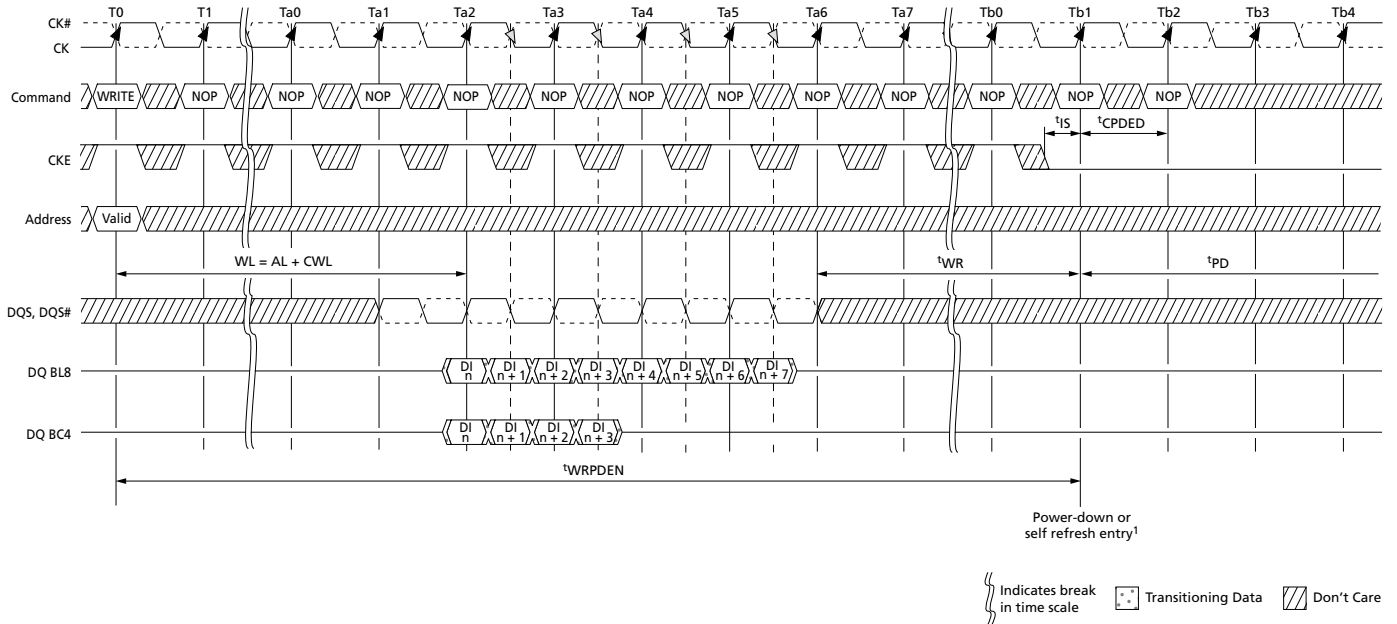 T0 T1 Ta0 Ta1 Ta2 Ta3 Ta4 Ta5 Ta6 Ta7 Tb0 Tb1 Tb2 Tb3 Tb4
CK#
CK
Command WRITE NOP NOP NOP NOP NOP NOP NOP NOP NOP NOP NOP NOP
tIS tCPDED
CKE
Address Valid
WL = AL + CWL tWR tPD
DQS, DQS#
DQ BL8 DI n DI n + 1 DI n + 2 DI n + 3 DI n + 4 DI n + 5 DI n + 6 DI n + 7
DQ BC4 DI n DI n + 1 DI n + 2 DI n + 3
tWRPDEN
Power-down or
self refresh entry1
Indicates break
in time scale
Transitioning Data
Don't Care